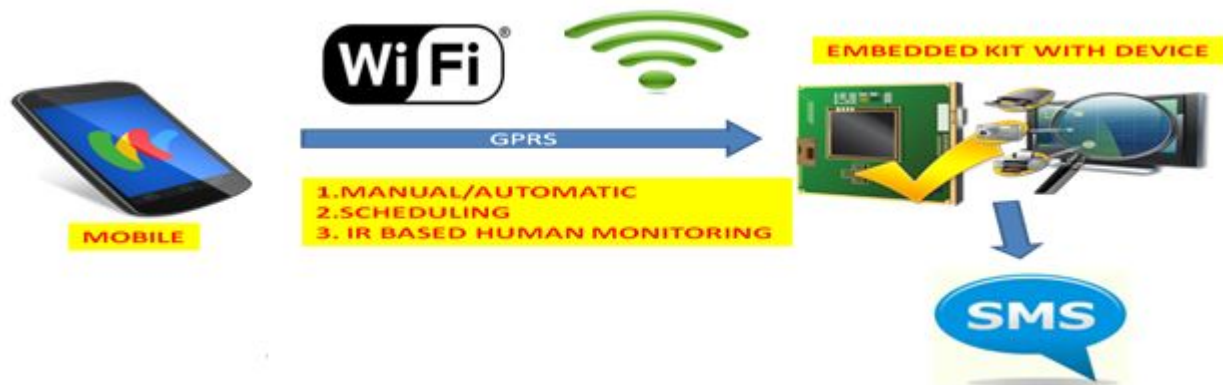 WiFi®
EMBEDDED KIT WITH DEVICE
GPRS
1.MANUAL/AUTOMATIC
2.SCHEDULING
3. IR BASED HUMAN MONITORING
MOBILE
SMS